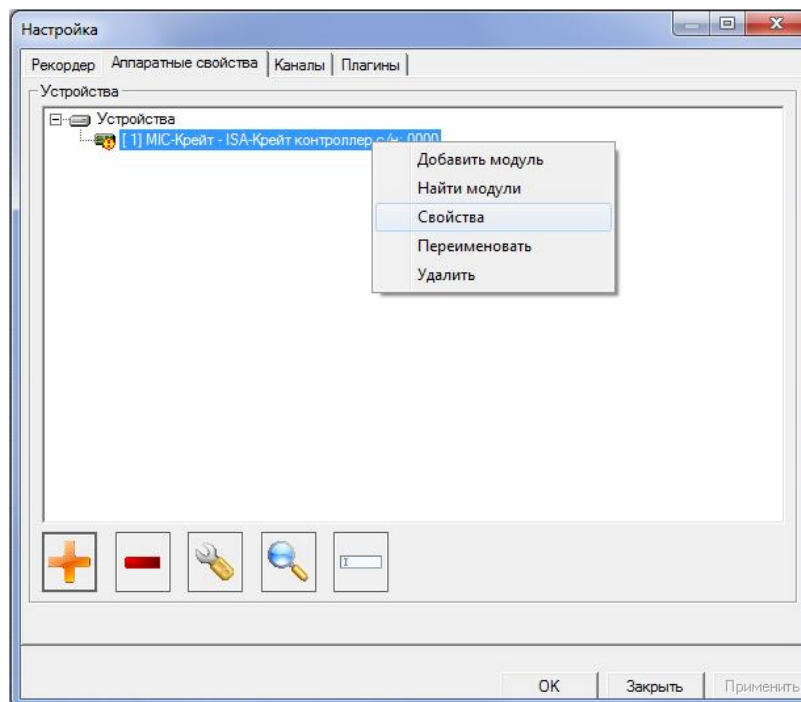 Настройка
Рекордер Аппаратные свойства Каналы Плагины
Устройства
Устройства
[ 1] MIC-Крейт - ISA-Крейт контроллер с/н: 0000
Добавить модуль
Найти модули
Свойства
Переименовать
Удалить
OK Закрыть Применить